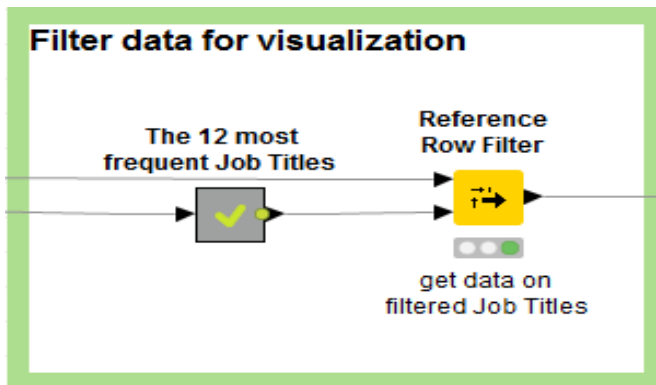 Filter data for visualization
The 12 most
frequent Job Titles
Reference
Row Filter
get data on
filtered Job Titles